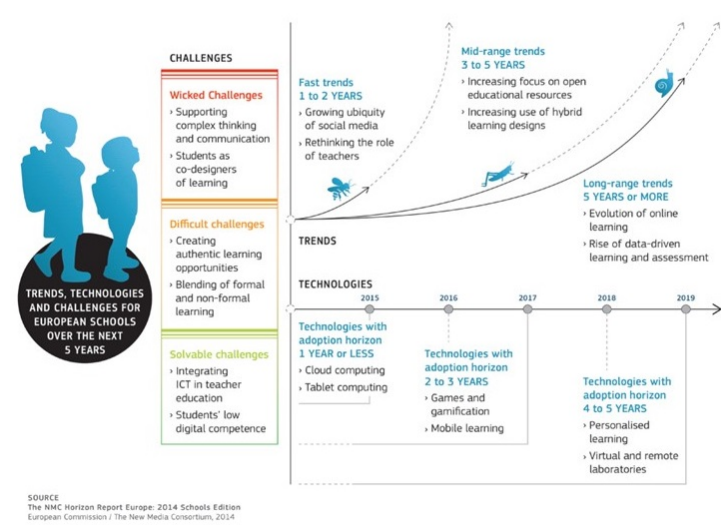 CHALLENGES
Wicked Challenges
› Supporting
complex thinking
and communication
› Students as
co-designers
of learning
Difficult challenges
› Creating
authentic learning
opportunities
› Blending of formal
and non-formal
learning
Solvable challenges
› Integrating
ICT in teacher
education
› Students' low
digital competence
TRENDS, TECHNOLOGIES
AND CHALLENGES FOR
EUROPEAN SCHOOLS
OVER THE NEXT
5 YEARS
Fast trends
1 to 2 YEARS
› Growing ubiquity
of social media
› Rethinking the role
of teachers
Mid-range trends
3 to 5 YEARS
› Increasing focus on open
educational resources
› Increasing use of hybrid
learning designs
Long-range trends
5 YEARS or MORE
› Evolution of online
learning
› Rise of data-driven
learning and assessment
TRENDS
TECHNOLOGIES
2015 2016 2017 2018 2019
Technologies with
adoption horizon
1 YEAR or LESS
› Cloud computing
› Tablet computing
Technologies with
adoption horizon
2 to 3 YEARS
› Games and
gamification
› Mobile learning
Technologies with
adoption horizon
4 to 5 YEARS
› Personalised
learning
› Virtual and remote
laboratories
SOURCE
The NMC Horizon Report Europe: 2014 Schools Edition
European Commission / The New Media Consortium, 2014